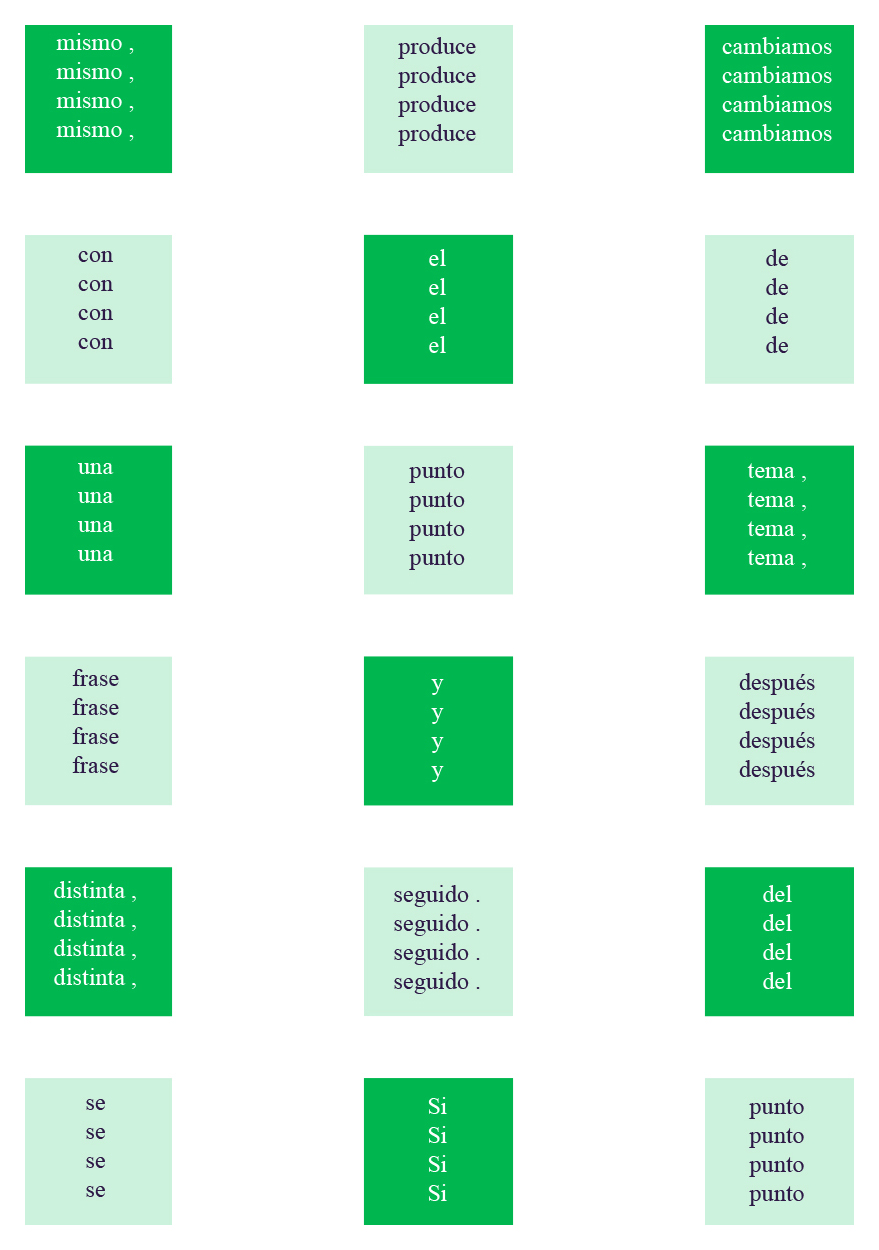 mismo ,
mismo ,
mismo ,
mismo ,
con
con
con
con
una
una
una
una
frase
frase
frase
frase
distinta ,
distinta ,
distinta ,
distinta ,
se
se
se
se
produce
produce
produce
produce
el
el
el
el
punto
punto
punto
punto
y
y
y
y
seguido .
seguido .
seguido .
seguido .
Si
Si
Si
Si
cambiamos
cambiamos
cambiamos
cambiamos
de
de
de
de
tema ,
tema ,
tema ,
tema ,
después
después
después
después
del
del
del
del
punto
punto
punto
punto